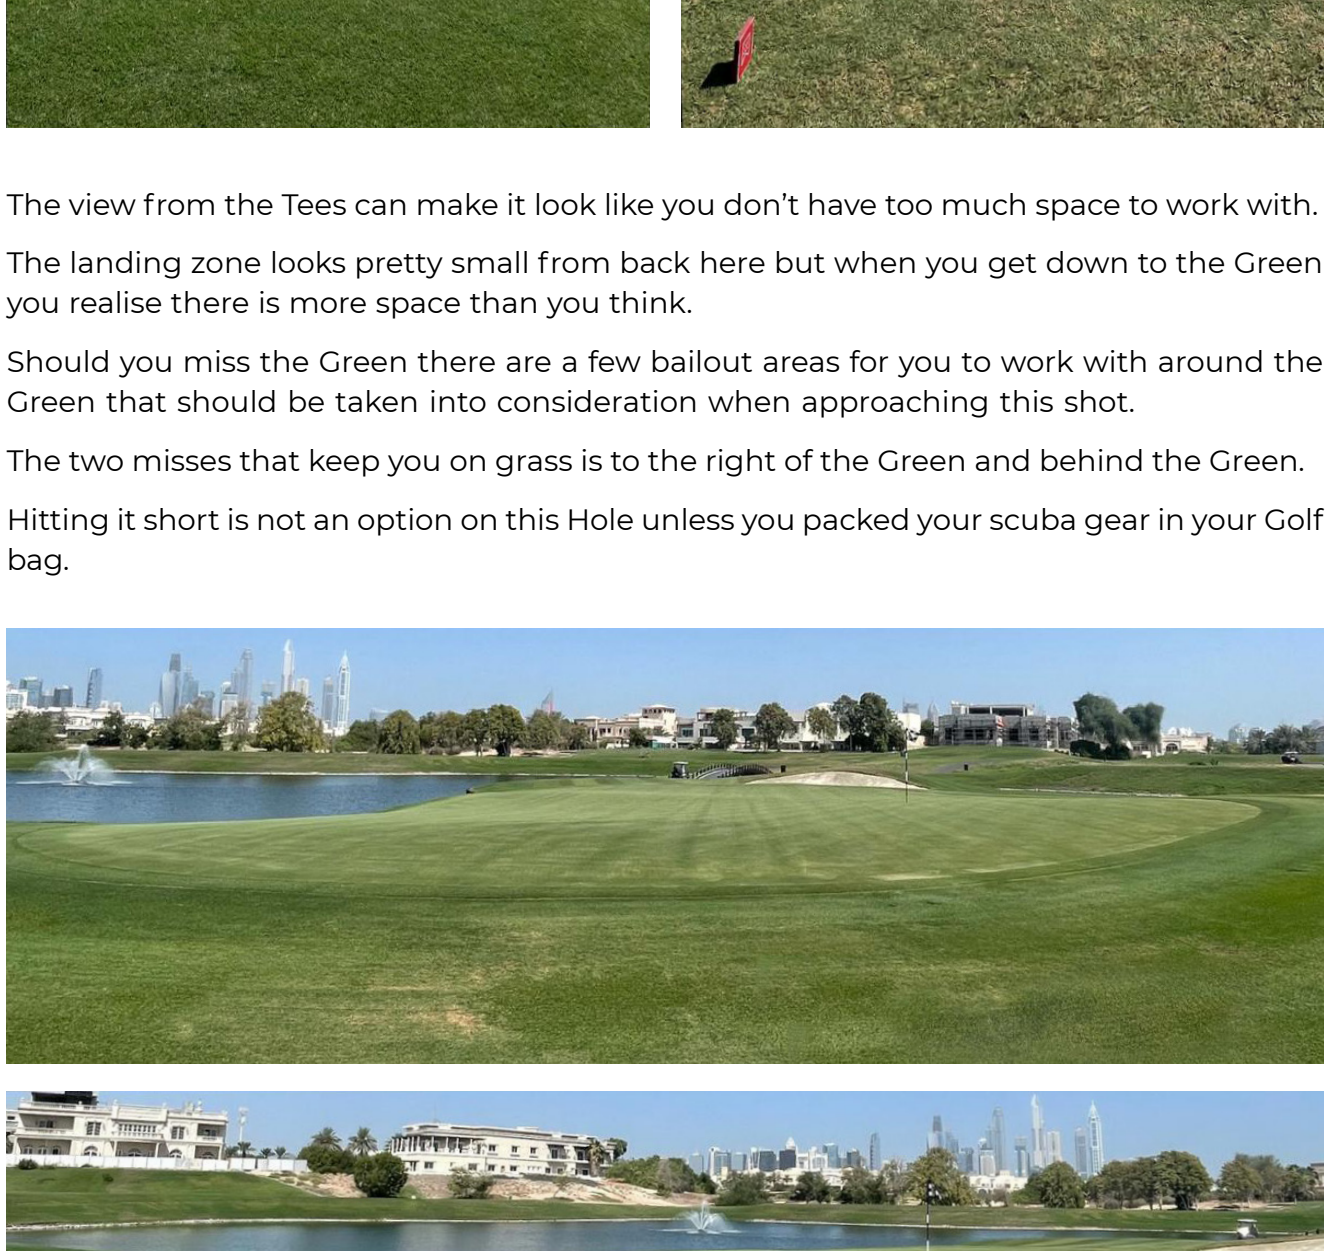 The view from the Tees can make it look like you don’t have too much space to work with.
The landing zone looks pretty small from back here but when you get down to the Green
you realise there is more space than you think.
Should you miss the Green there are a few bailout areas for you to work with around the
Green that should be taken into consideration when approaching this shot.
The two misses that keep you on grass is to the right of the Green and behind the Green.
Hitting it short is not an option on this Hole unless you packed your scuba gear in your Golf
bag.